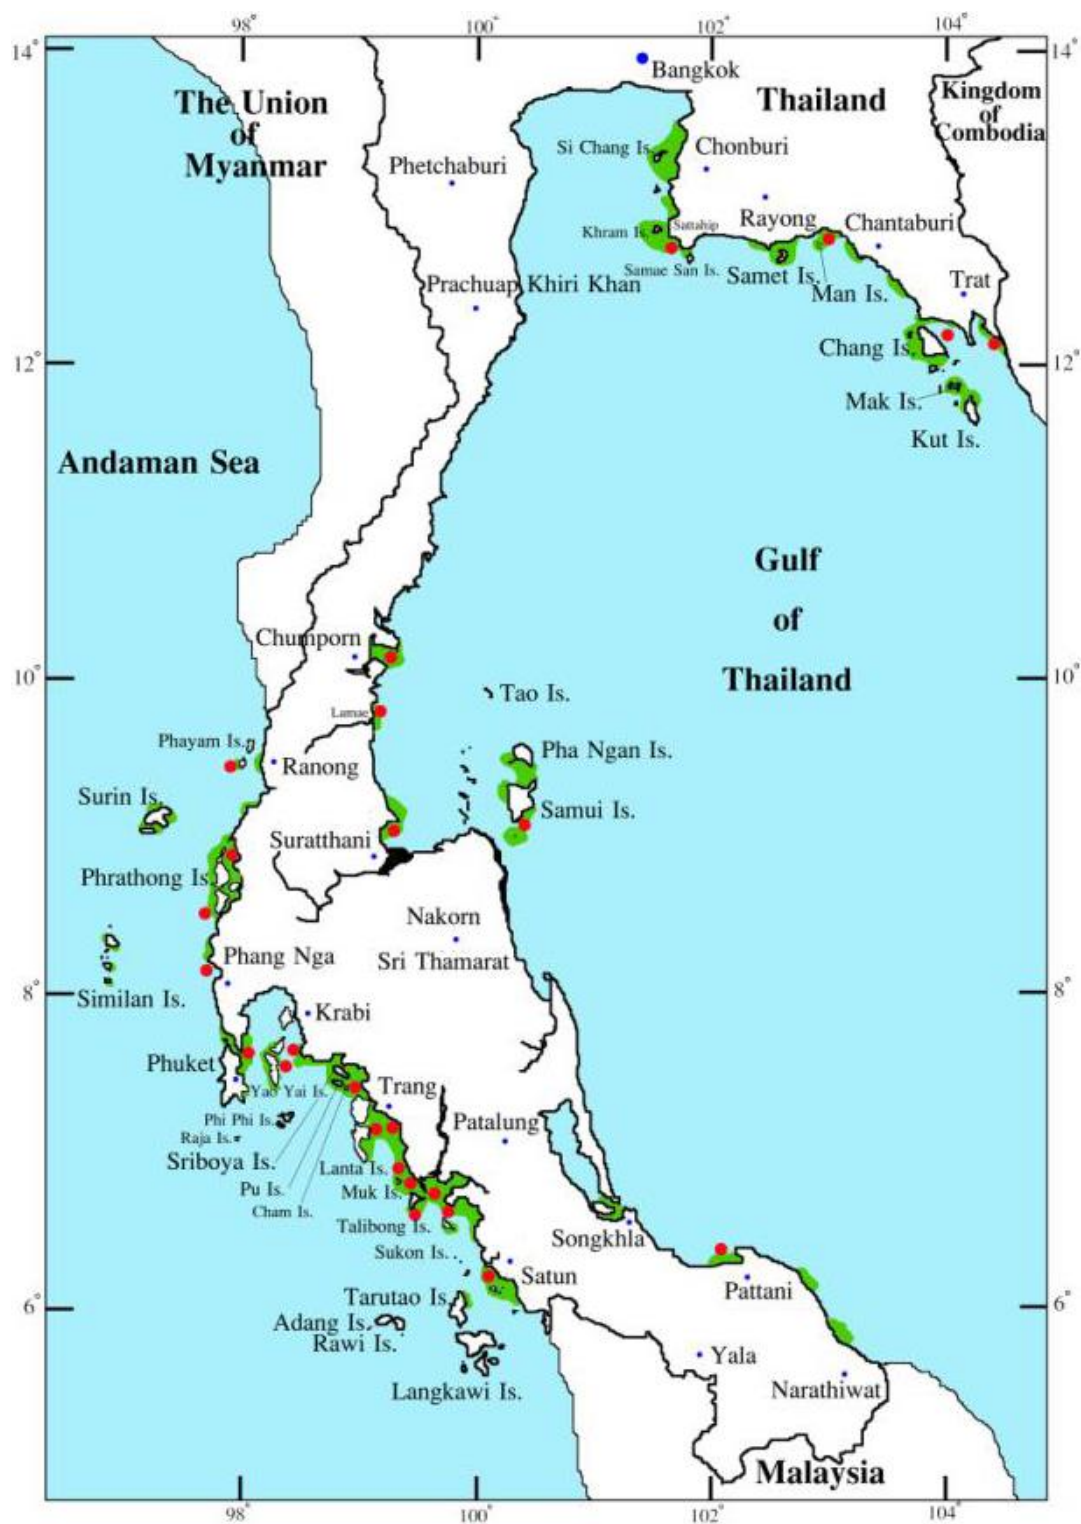 98°
100°
102°
104°
14°
14°
Bangkok
The Union
of
Myanmar
Thailand
Kingdom
of
Combodia
Si Chang Is.
Chonburi
Phetchaburi
Rayong
Chantaburi
Khram Is.
Sattahip
Samae San Is.
Samet Is.
Man Is.
Prachuap Khiri Khan
Trat
12°
12°
Chang Is.
Mak Is.
Kut Is.
Andaman Sea
Gulf
of
Thailand
Chumporn
10°
10°
Tao Is.
Lamae
Phayam Is.
Pha Ngan Is.
Ranong
Surin Is.
Samui Is.
Suratthani
Phrathong Is.
Nakorn
Sri Thamarat
Phang Nga
Similan Is.
8°
8°
Krabi
Phuket
Yao Yai Is.
Trang
Phi Phi Is.
Raja Is.
Patalung
Sriboya Is.
Lanta Is.
Pu Is.
Muk Is.
Cham Is.
Talibong Is.
Songkhla
Sukon Is.
Satun
Pattani
Tarutao Is.
6°
6°
Adang Is.
Rawi Is.
Yala
Langkawi Is.
Narathiwat
Malaysia
98°
100°
102°
104°